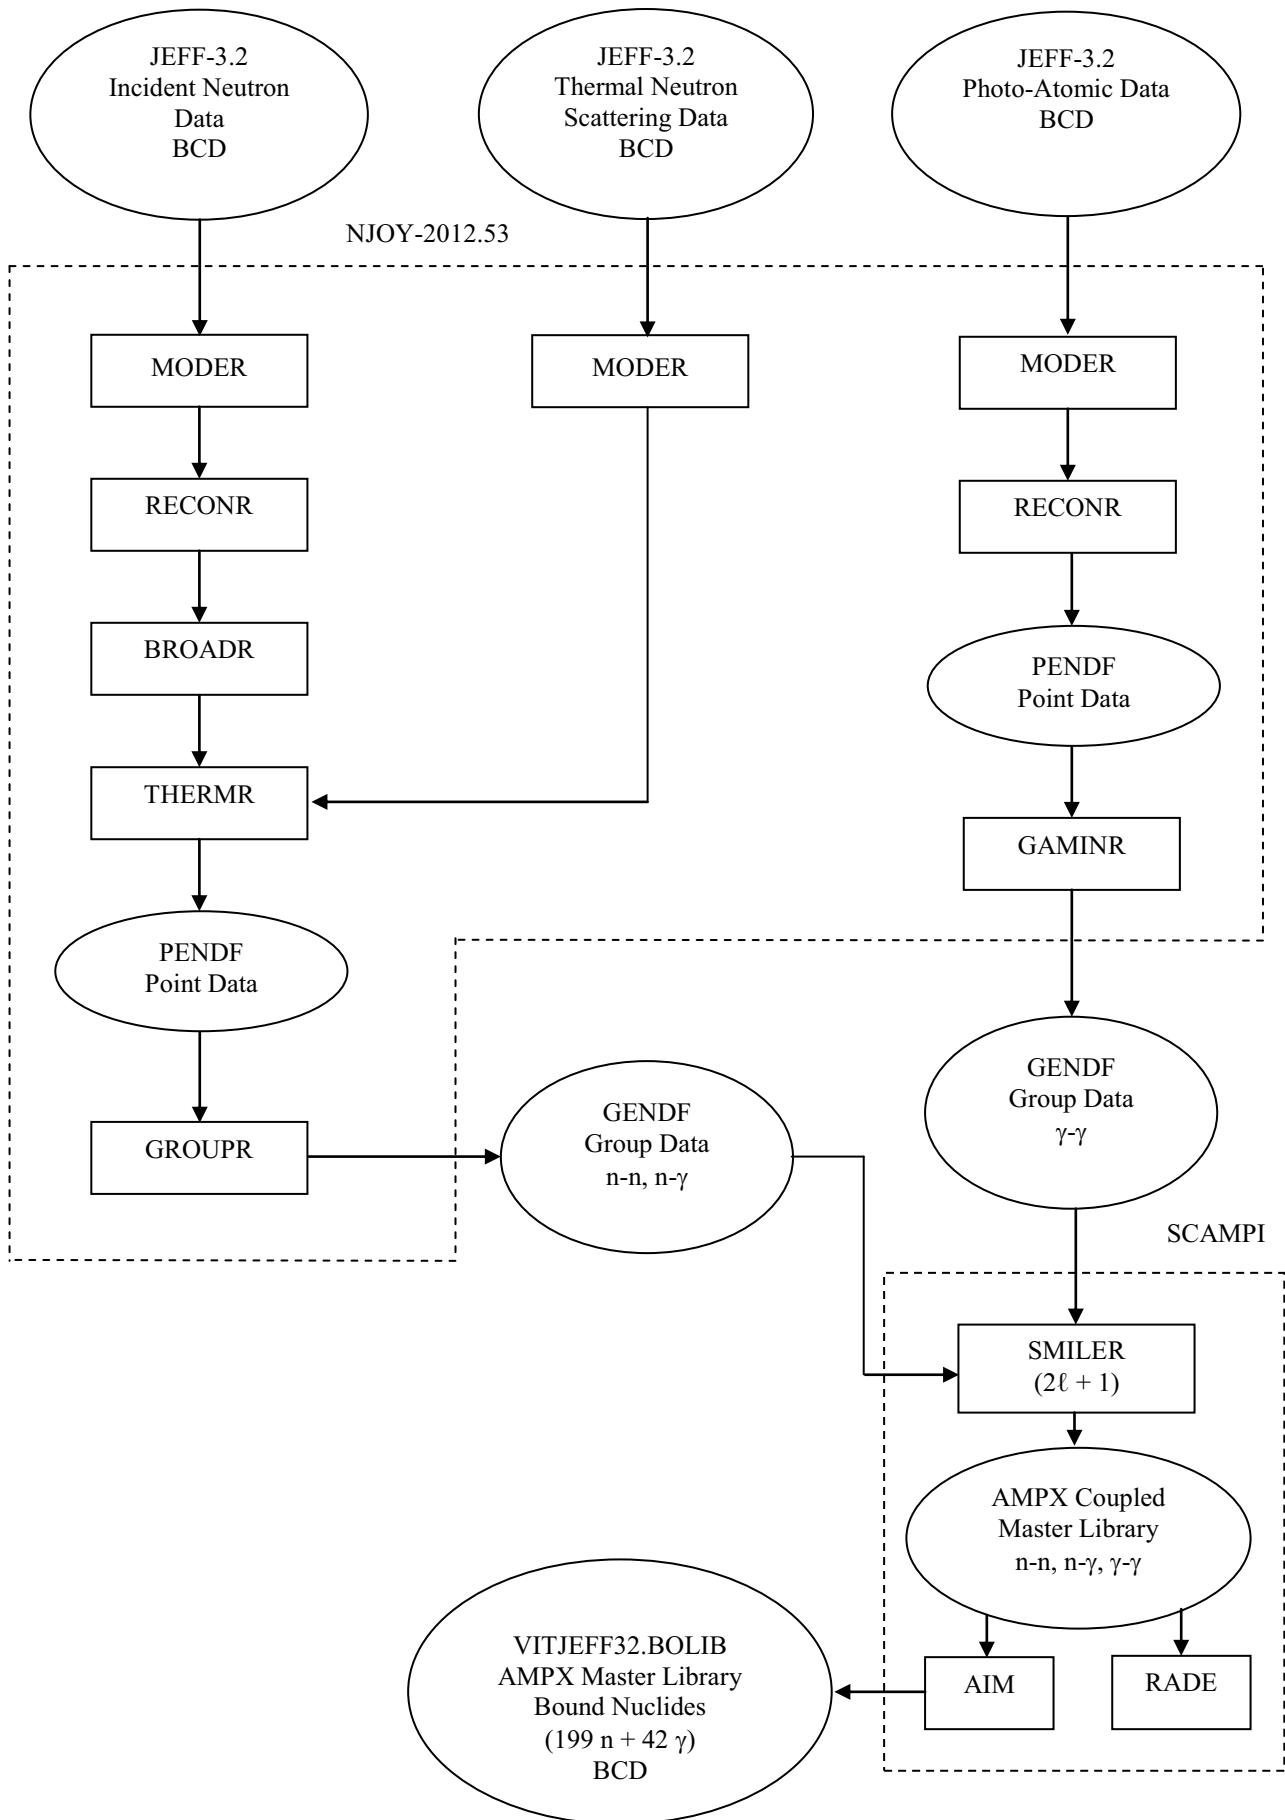 JEFF-3.2
Incident Neutron
Data
BCD
JEFF-3.2
Thermal Neutron
Scattering Data
BCD
JEFF-3.2
Photo-Atomic Data
BCD
NJOY-2012.53
MODER
MODER
MODER
RECONR
RECONR
BROADR
PENDF
Point Data
THERMR
GAMINR
PENDF
Point Data
GROUPR
GENDF
Group Data
n-n, n-γ
GENDF
Group Data
γ-γ
SCAMPI
SMILER
(2ℓ + 1)
AMPX Coupled
Master Library
n-n, n-γ, γ-γ
AIM
RADE
VITJEFF32.BOLIB
AMPX Master Library
Bound Nuclides
(199 n + 42 γ)
BCD